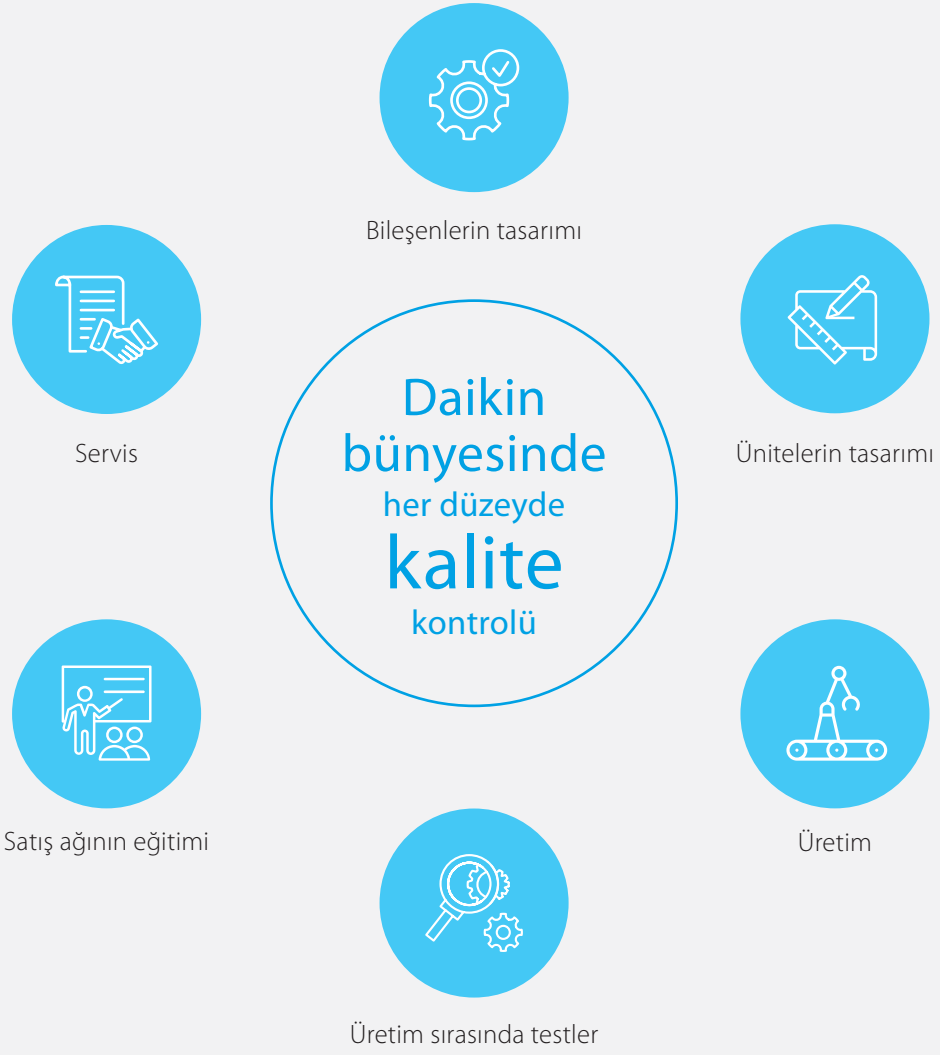 Bileşenlerin tasarımı
Servis
Daikin
bünyesinde
her düzeyde
kalite
kontrolü
Ünitelerin tasarımı
Satış ağının eğitimi
Üretim
Üretim sırasında testler